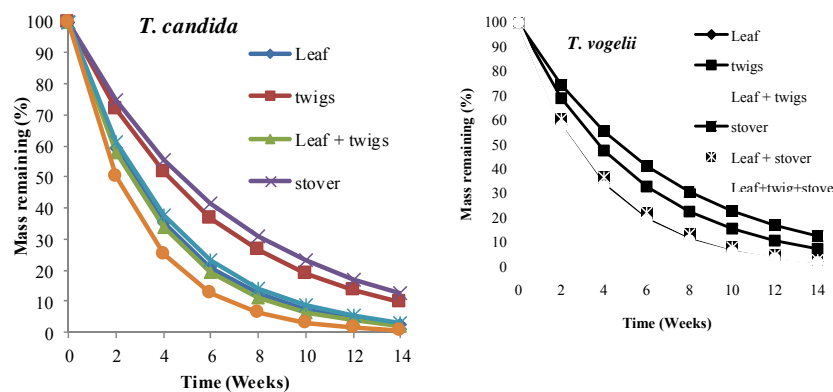 T. candida
Mass remaining (%)
100
90
80
70
60
50
40
30
20
10
0
0 2 4 6 8 10 12 14
Time (Weeks)
Leaf
twigs
Leaf + twigs
stover
T. vogelii
Mass remaining (%)
100
90
80
70
60
50
40
30
20
10
0
0 2 4 6 8 10 12 14
Time (Weeks)
Leaf
twigs
Leaf + twigs
stover
Leaf + stover
Leaf+twig+stove